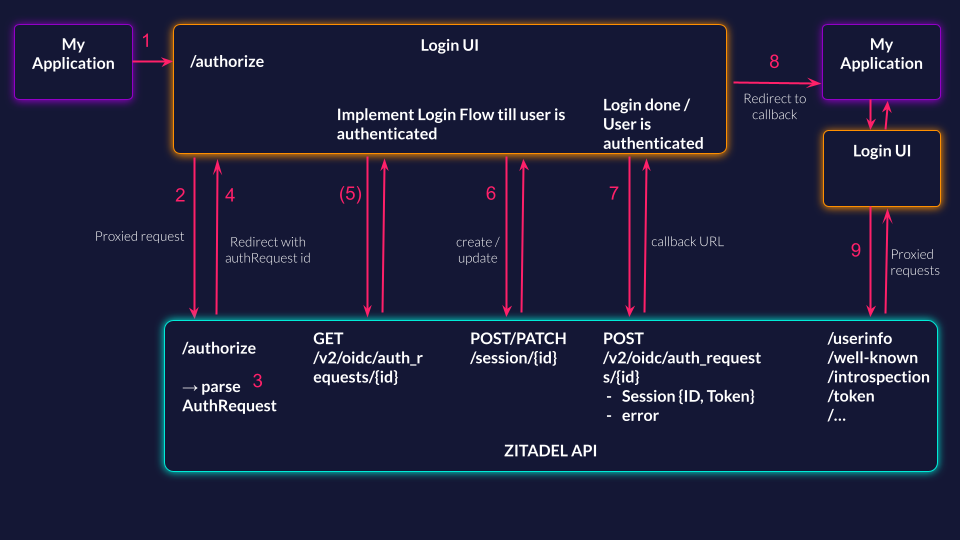 My
Application
1
Login UI
/authorize
Implement Login Flow till user is
authenticated
Login done /
User is
authenticated
8
Redirect to
callback
My
Application
Login UI
2
Proxied request
4
Redirect with
authRequest id
(5)
6
create /
update
7
callback URL
9
Proxied
requests
/authorize
→ parse
AuthRequest
3
GET
/v2/oidc/auth_r
equests/{id}
POST/PATCH
/session/{id}
POST
/v2/oidc/auth_request
s/{id}
- Session {ID, Token}
- error
/userinfo
/well-known
/introspection
/token
/...
ZITADEL API